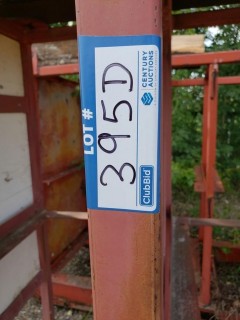 LOT #
395D
CENTURY
AUCTIONS
ClubBid